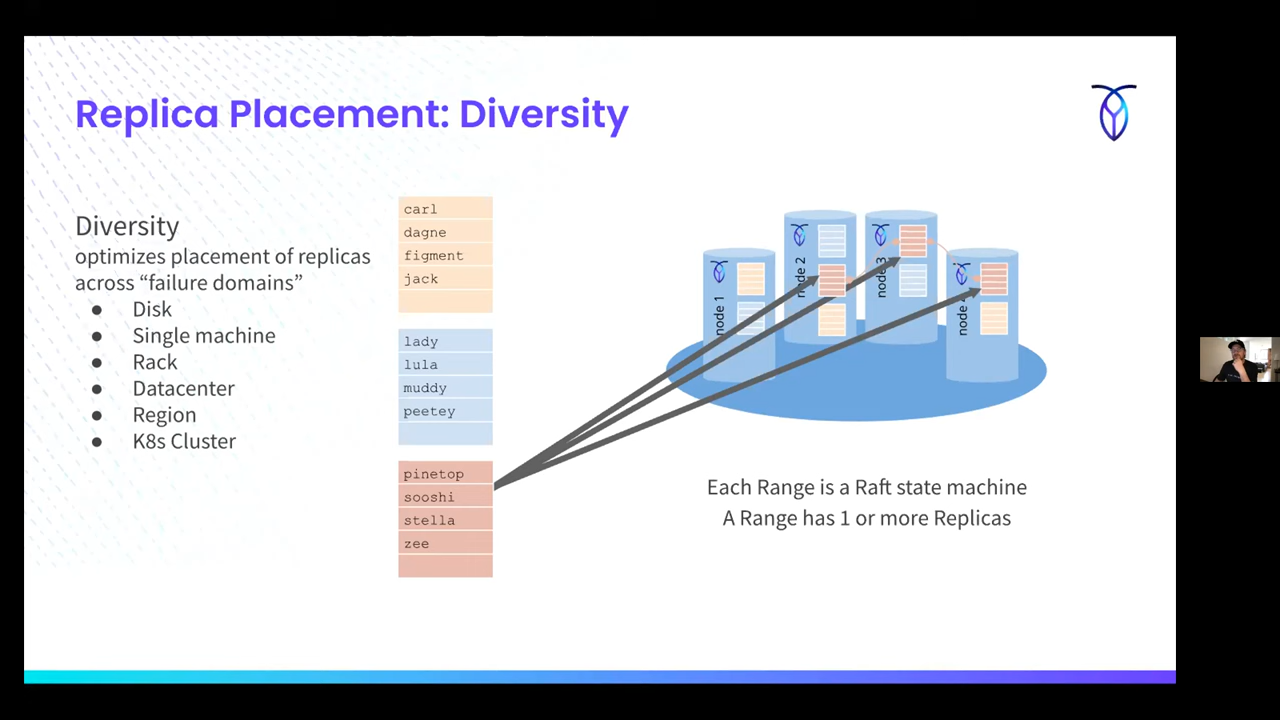 Replica Placement: Diversity
Diversity
optimizes placement of replicas
across “failure domains”
● Disk
● Single machine
● Rack
● Datacenter
● Region
● K8s Cluster
carl
dagne
figment
jack
lady
lula
muddy
peetey
pinetop
sooshi
stella
zee
node 1
node 2
node 3
node
Each Range is a Raft state machine
A Range has 1 or more Replicas